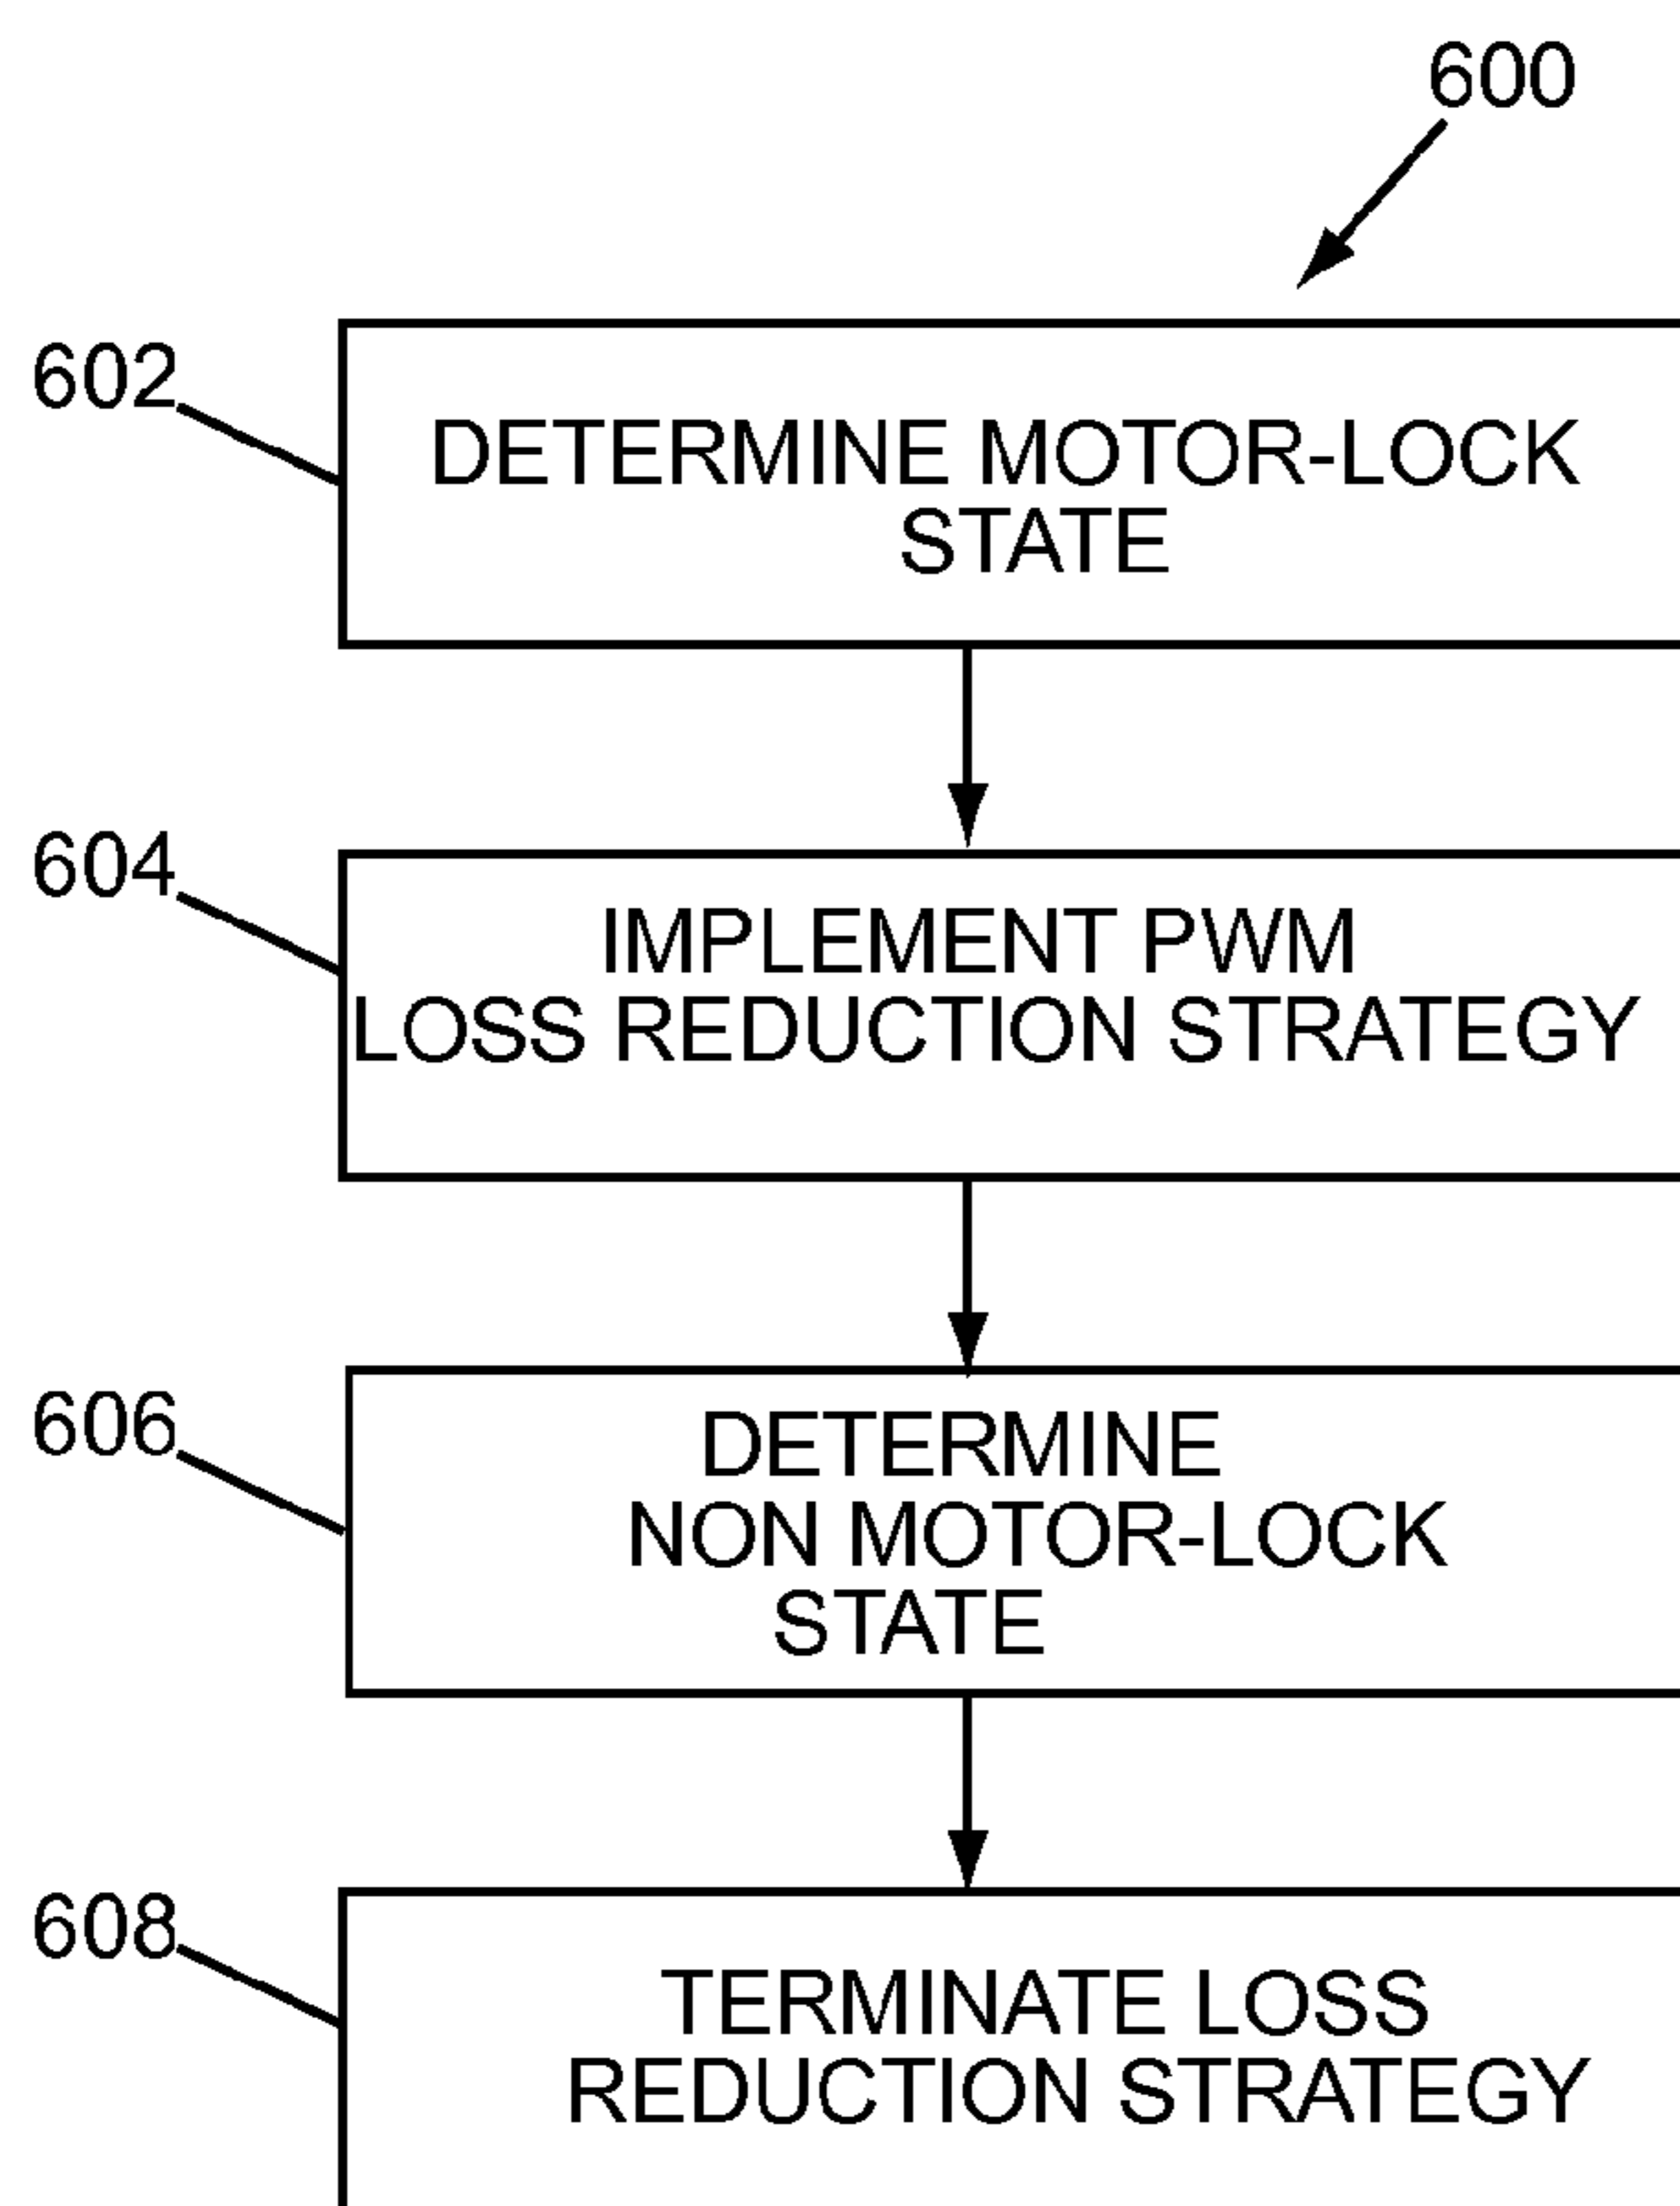 600
602
DETERMINE MOTOR-LOCK
STATE
604
IMPLEMENT PWM
LOSS REDUCTION STRATEGY
606
DETERMINE
NON MOTOR-LOCK
STATE
608
TERMINATE LOSS
REDUCTION STRATEGY